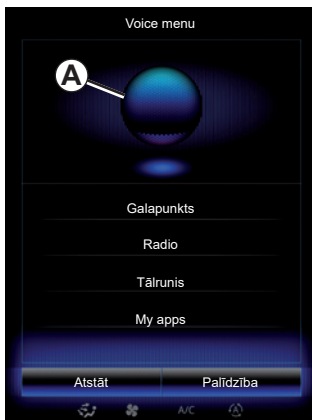 Voice menu
A
Galapunkts
Radio
Tālrunis
My apps
Atstāt Palīdzība
A/C A